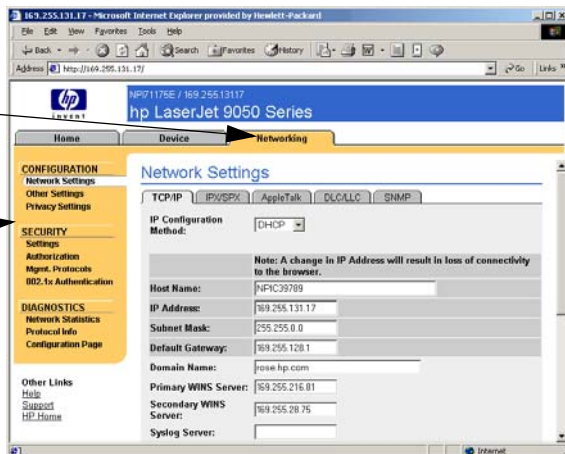 169.255.131.17 - Microsoft Internet Explorer provided by Hewlett-Packard
File Edit View Favorites Tools Help
Back Search Favorites History
Address http://169.255.131.17/ Go Links »
hp
invent
NPI71175E / 169.255.131.17
hp LaserJet 9050 Series
Home Device Networking
CONFIGURATION
Network Settings
Other Settings
Privacy Settings
SECURITY
Settings
Authorization
Mgmt. Protocols
802.1x Authentication
DIAGNOSTICS
Network Statistics
Protocol Info
Configuration Page
Other Links
Help
Support
HP Home
Network Settings
TCP/IP IPX/SPX AppleTalk DLC/LLC SNMP
IP Configuration Method: DHCP
Note: A change in IP Address will result in loss of connectivity
to the browser.
Host Name: NPIC39789
IP Address: 169.255.131.17
Subnet Mask: 255.255.0.0
Default Gateway: 169.255.128.1
Domain Name: rose.hp.com
Primary WINS Server: 169.255.216.81
Secondary WINS Server: 169.255.28.75
Syslog Server:
Internet